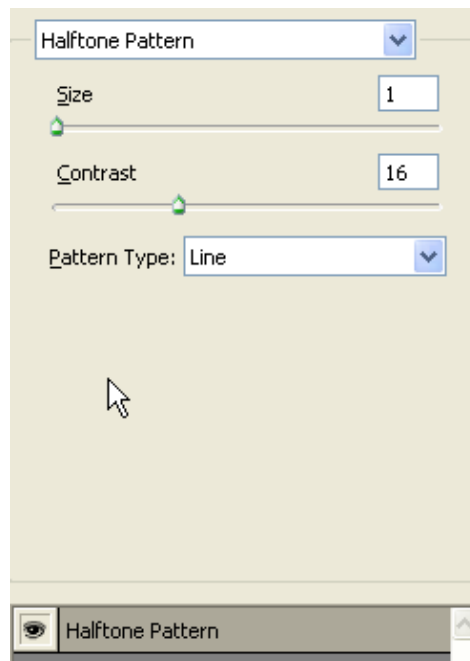 Halftone Pattern
Size 1
Contrast 16
Pattern Type: Line
Halftone Pattern